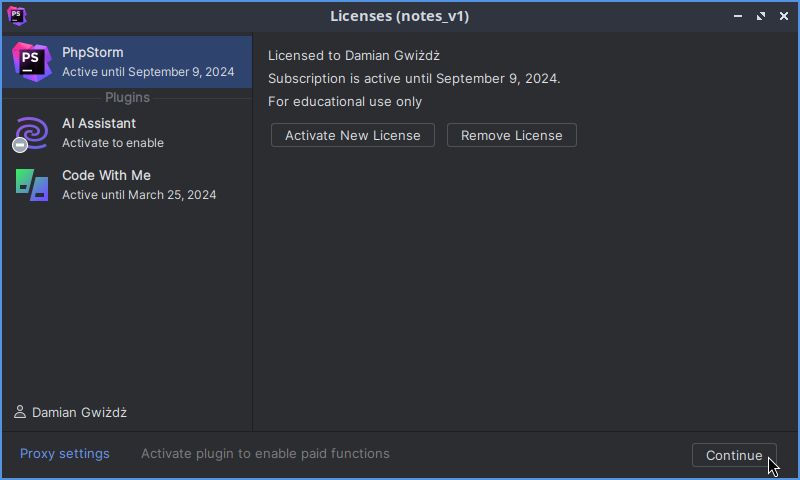 PS
Licenses (notes_v1)
PS
PhpStorm
Active until September 9, 2024
Plugins
AI Assistant
Activate to enable
Code With Me
Active until March 25, 2024
Damian Gwiżdż
Licensed to Damian Gwiżdż
Subscription is active until September 9, 2024.
For educational use only
Activate New License
Remove License
Proxy settings
Activate plugin to enable paid functions
Continue